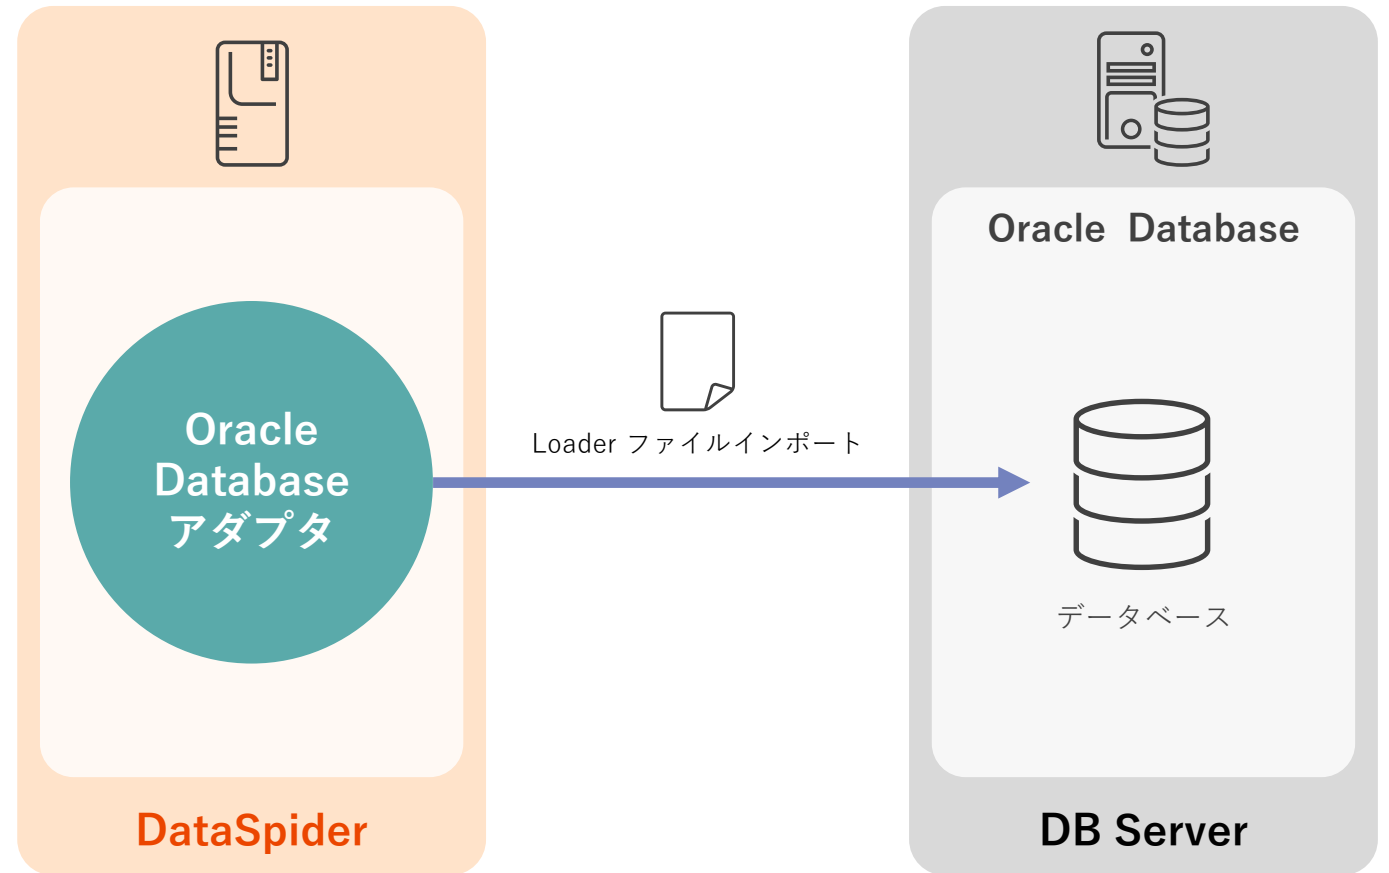 Oracle
Database
アダプタ
DataSpider
Loader ファイルインポート
Oracle Database
データベース
DB Server